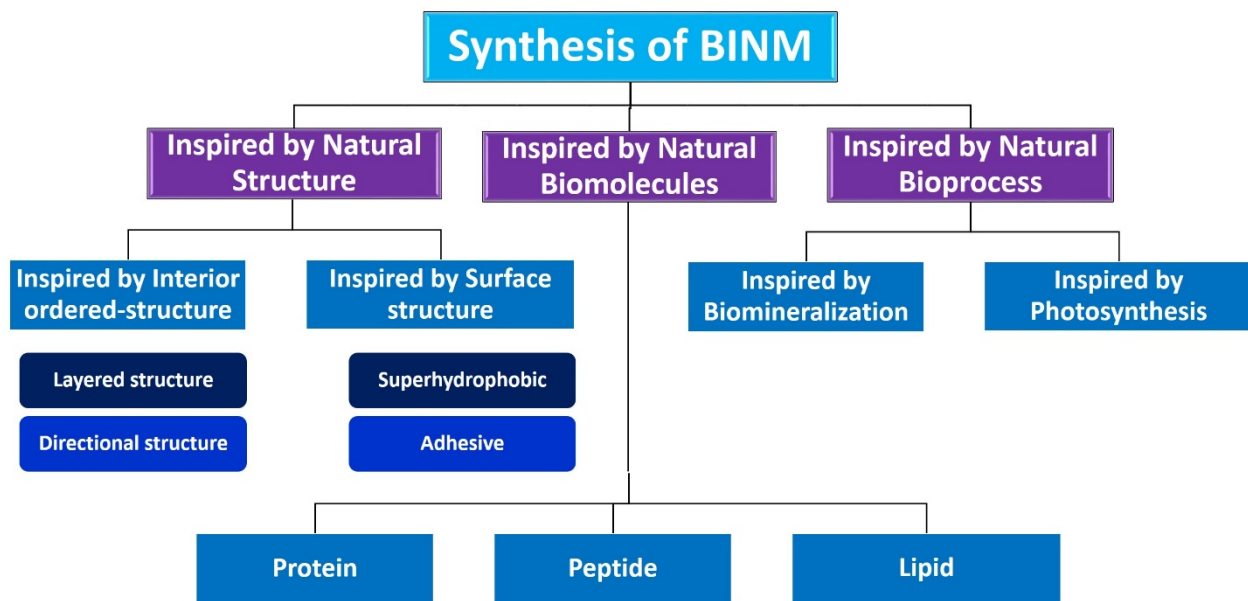 Synthesis of BINM
Inspired by Natural
Structure
Inspired by Natural
Biomolecules
Inspired by Natural
Bioprocess
Inspired by Interior
ordered-structure
Inspired by Surface
structure
Inspired by
Biomineralization
Inspired by
Photosynthesis
Layered structure
Superhydrophobic
Directional structure
Adhesive
Protein
Peptide
Lipid